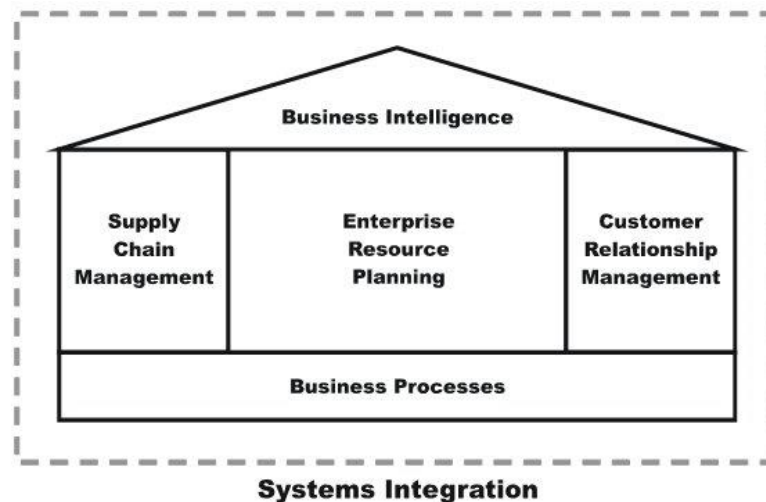 Business Intelligence
Supply
Chain
Management
Enterprise
Resource
Planning
Customer
Relationship
Management
Business Processes
Systems Integration